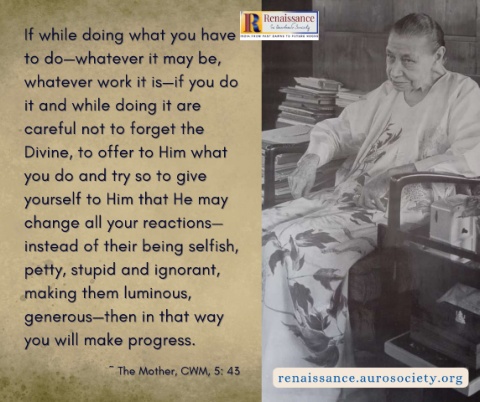 Renaissance
If while doing what you have
to do—whatever it may be,
whatever work it is—if you do
it and while doing it are
careful not to forget the
Divine, to offer to Him what
you do and try so to give
yourself to Him that He may
change all your reactions—
instead of their being selfish,
petty, stupid and ignorant,
making them luminous,
generous—then in that way
you will make progress.
~ The Mother, CWM, 5: 43
renaissance.aurosociety.org